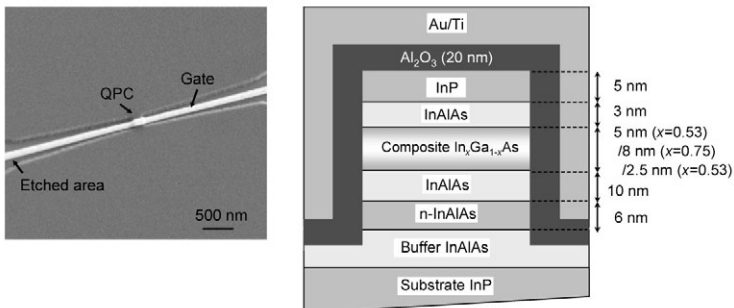 QPC
Gate
Etched area
500 nm
Au/Ti
Al₂O₃ (20 nm)
InP
InAlAs
Composite InₓGa₁₋ₓAs
InAlAs
n-InAlAs
Buffer InAlAs
Substrate InP
5 nm
3 nm
5 nm (x=0.53)
/8 nm (x=0.75)
/2.5 nm (x=0.53)
10 nm
6 nm